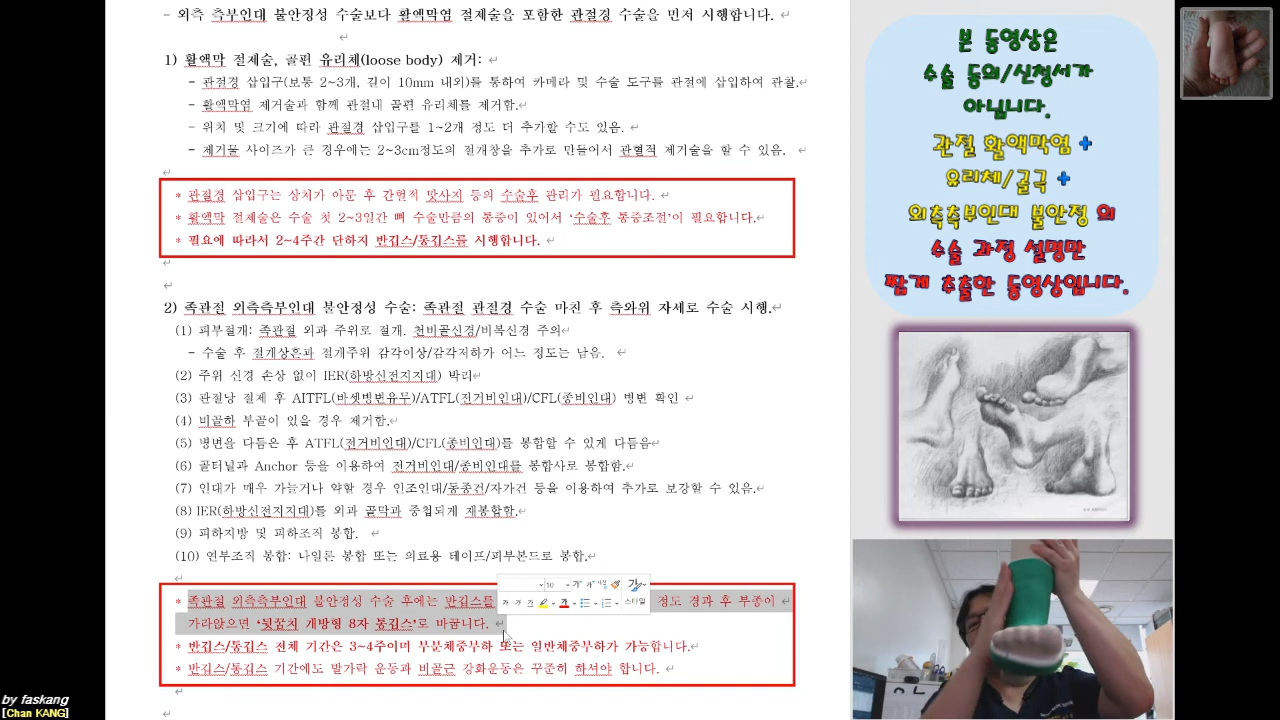 - 외측 측부인대 불안정성 수술보다 활액막염 절제술을 포함한 관절경 수술을 먼저 시행합니다.
1) 활액막 절제술, 골편 유리체(loose body) 제거:
- 관절경 삽입구(보통 2~3개, 길이 10mm 내외)를 통하여 카메라 및 수술 도구를 관절에 삽입하여 관찰.
- 활액막염 제거술과 함께 관절내 골편 유리체를 제거함.
- 위치 및 크기에 따라 관절경 삽입구를 1~2개 정도 더 추가할 수도 있음.
- 제거물 사이즈가 큰 경우에는 2~3cm정도의 절개창을 추가로 만들어서 관혈적 제거술을 할 수 있음.
* 관절경 삽입구는 상처가 아문 후 간헐적 맛사지 등의 수술후 관리가 필요합니다.
* 활액막 절제술은 수술 첫 2~3일간 뼈 수술만큼의 통증이 있어서 '수술후 통증조절'이 필요합니다.
* 필요에 따라서 2~4주간 단하지 반깁스/통깁스를 시행합니다.
2) 족관절 외측측부인대 불안정성 수술: 족관절 관절경 수술 마친 후 측와위 자세로 수술 시행.
(1) 피부절개: 족관절 외과 주위로 절개. 천비골신경/비복신경 주의
- 수술 후 절개상흔과 절개주위 감각이상/감각저하가 어느 정도는 남음.
(2) 주위 신경 손상 없이 IER(하방신전지지대) 박리
(3) 관절낭 절제 후 AITFL(바셋병변유무)/ATFL(전거비인대)/CFL(종비인대) 병변 확인
(4) 비골하 부골이 있을 경우 제거함.
(5) 병변을 다듬은 후 ATFL(전거비인대)/CFL(종비인대)를 봉합할 수 있게 다듬음
(6) 골터널과 Anchor 등을 이용하여 전거비인대/종비인대를 봉합사로 봉합함.
(7) 인대가 매우 가늘거나 약할 경우 인조인대/동종건/자가건 등을 이용하여 추가로 보강할 수 있음.
(8) IER(하방신전지지대)를 외과 골막과 중첩되게 재봉합함.
(9) 피하지방 및 피하조직 봉합.
(10) 연부조직 봉합: 나일론 봉합 또는 의료용 테이프/피부본드로 봉합.
* 족관절 외측측부인대 불안정성 수술 후에는 반깁스를 정도 경과 후 부종이
가라앉으면 '뒷꿈치 개방형 8자 통깁스'로 바꿉니다.
* 반깁스/통깁스 전체 기간은 3~4주이며 부분체중부하 또는 일반체중부하가 가능합니다.
* 반깁스/통깁스 기간에도 발가락 운동과 비골근 강화운동은 꾸준히 하셔야 합니다.
10
스타일
본 동영상은
수술 동의/신청서가
아닙니다.
관절 활액막염 +
유리체/골극 +
외측측부인대 불안정 의
수술 과정 설명만
짧게 추출한 동영상입니다.
by faskang
[Chan KANG]